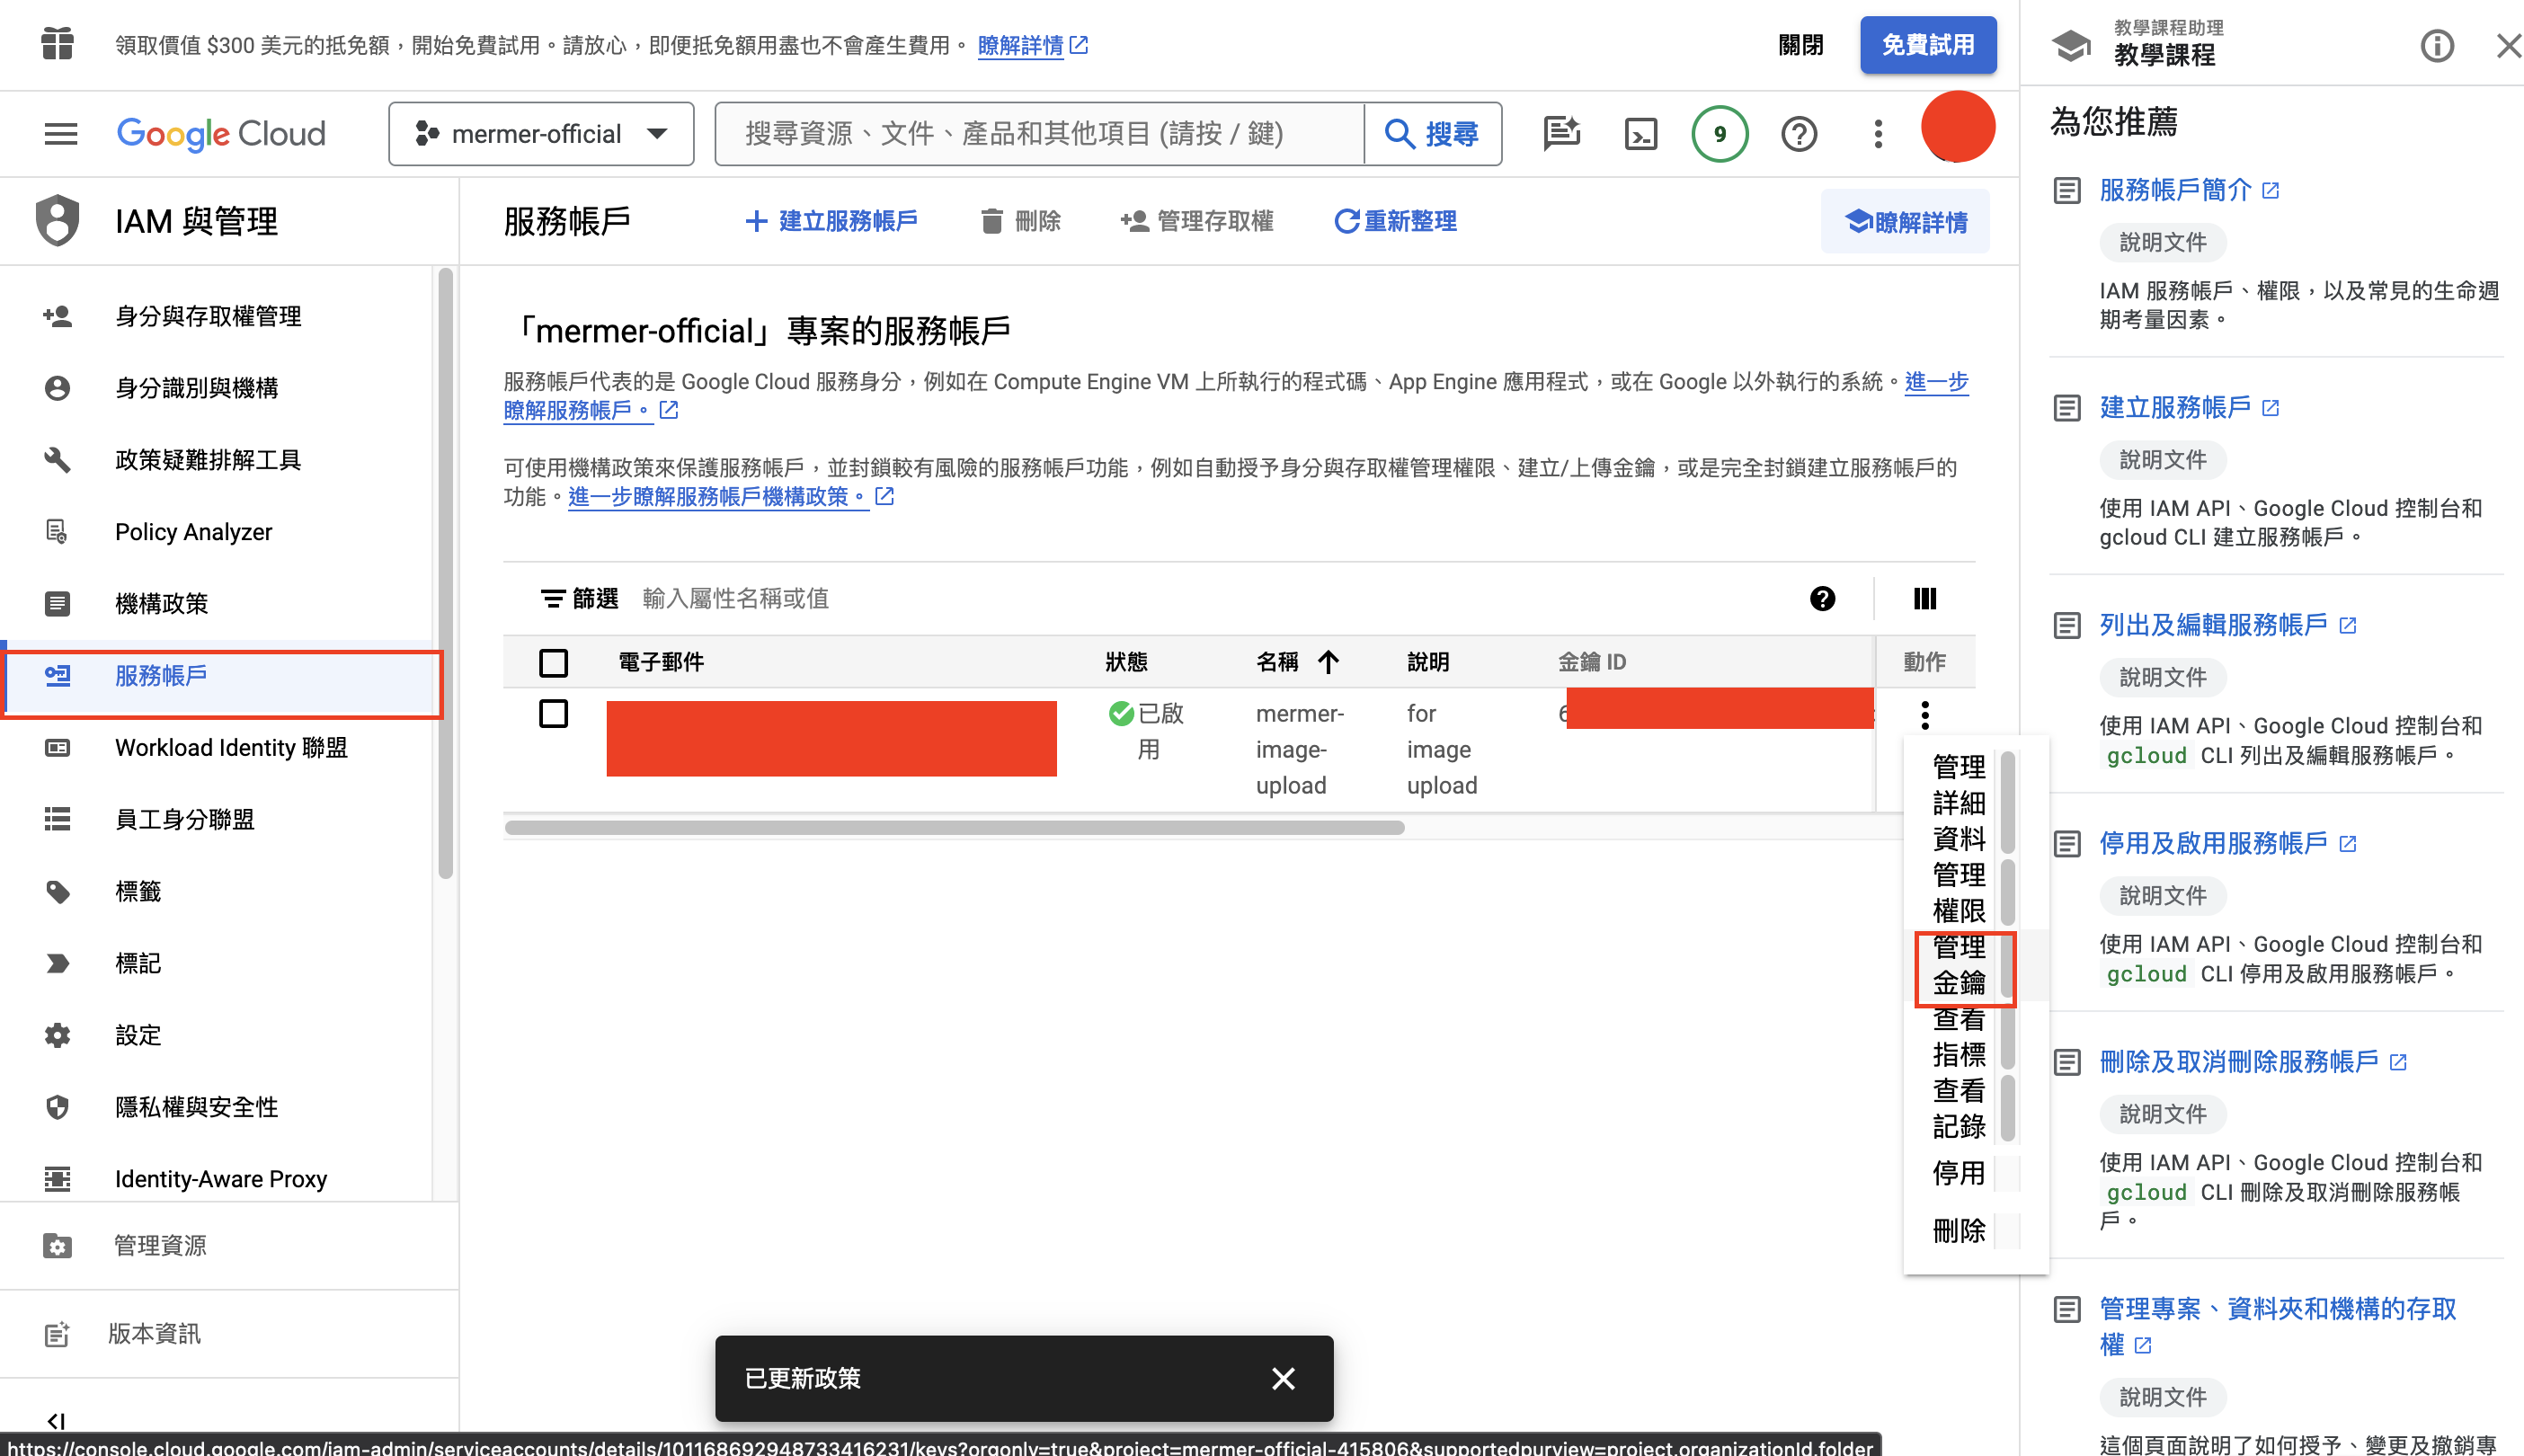 領取價值 $300 美元的抵免額，開始免費試用。請放心，即便抵免額用盡也不會產生費用。 瞭解詳情
關閉
免費試用
Google Cloud
mermer-official
搜尋資源、文件、產品和其他項目 (請按 / 鍵)
搜尋
9
IAM 與管理
身分與存取權管理
身分識別與機構
政策疑難排解工具
Policy Analyzer
機構政策
服務帳戶
Workload Identity 聯盟
員工身分聯盟
標籤
標記
設定
隱私權與安全性
Identity-Aware Proxy
管理資源
版本資訊
服務帳戶
建立服務帳戶
刪除
管理存取權
重新整理
瞭解詳情
「mermer-official」專案的服務帳戶
服務帳戶代表的是 Google Cloud 服務身分，例如在 Compute Engine VM 上所執行的程式碼、App Engine 應用程式，或在 Google 以外執行的系統。進一步
瞭解服務帳戶。
可使用機構政策來保護服務帳戶，並封鎖較有風險的服務帳戶功能，例如自動授予身分與存取權管理權限、建立/上傳金鑰，或是完全封鎖建立服務帳戶的
功能。進一步瞭解服務帳戶機構政策。
篩選 輸入屬性名稱或值
電子郵件 狀態 名稱 說明 金鑰 ID 動作
已啟 mermer- for 6
用 image- image
upload upload
管理
詳細
資料
管理
權限
管理
金鑰
查看
指標
查看
記錄
停用
刪除
已更新政策
https://console.cloud.google.com/iam-admin/serviceaccounts/details/101168692948733416231/keys?orgonly=true&project=mermer-official-415806&supportedpurview=project,organizationId,folder
教學課程助理
教學課程
為您推薦
服務帳戶簡介
說明文件
IAM 服務帳戶、權限，以及常見的生命週
期考量因素。
建立服務帳戶
說明文件
使用 IAM API、Google Cloud 控制台和
gcloud CLI 建立服務帳戶。
列出及編輯服務帳戶
說明文件
使用 IAM API、Google Cloud 控制台和
gcloud CLI 列出及編輯服務帳戶。
停用及啟用服務帳戶
說明文件
使用 IAM API、Google Cloud 控制台和
gcloud CLI 停用及啟用服務帳戶。
刪除及取消刪除服務帳戶
說明文件
使用 IAM API、Google Cloud 控制台和
gcloud CLI 刪除及取消刪除服務帳
戶。
管理專案、資料夾和機構的存取
權
說明文件
這個頁面說明了如何授予、變更及撤銷專